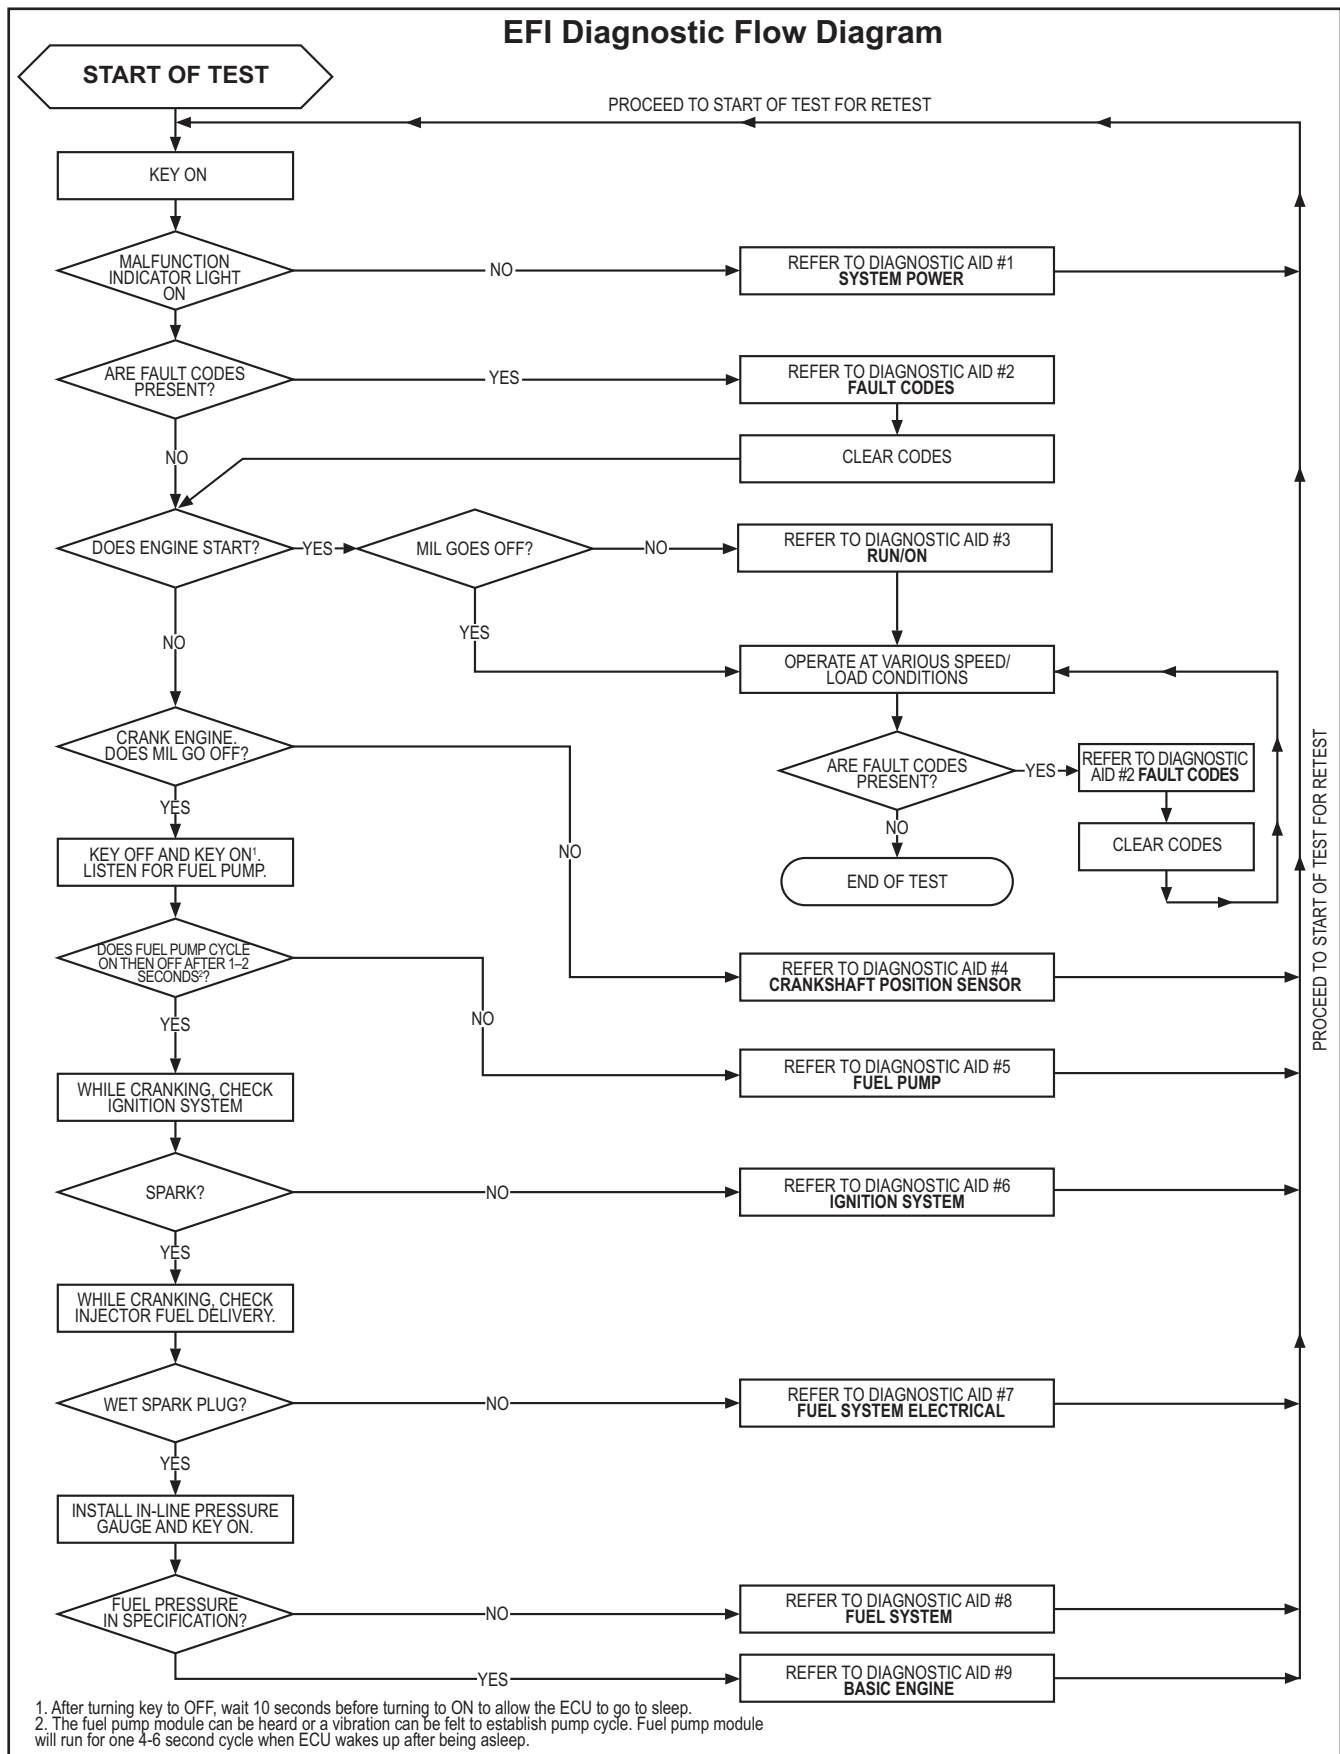 EFI Diagnostic Flow Diagram
START OF TEST
PROCEED TO START OF TEST FOR RETEST
KEY ON
MALFUNCTION
INDICATOR LIGHT
ON
NO
REFER TO DIAGNOSTIC AID #1
SYSTEM POWER
ARE FAULT CODES
PRESENT?
YES
REFER TO DIAGNOSTIC AID #2
FAULT CODES
NO
CLEAR CODES
DOES ENGINE START?
YES
MIL GOES OFF?
NO
REFER TO DIAGNOSTIC AID #3
RUN/ON
NO
YES
OPERATE AT VARIOUS SPEED/
LOAD CONDITIONS
CRANK ENGINE.
DOES MIL GO OFF?
ARE FAULT CODES
PRESENT?
YES
REFER TO DIAGNOSTIC
AID #2 FAULT CODES
PROCEED TO START OF TEST FOR RETEST
YES
NO
NO
CLEAR CODES
KEY OFF AND KEY ON¹.
LISTEN FOR FUEL PUMP.
END OF TEST
DOES FUEL PUMP CYCLE
ON THEN OFF AFTER 1–2
SECONDS²?
REFER TO DIAGNOSTIC AID #4
CRANKSHAFT POSITION SENSOR
YES
NO
REFER TO DIAGNOSTIC AID #5
FUEL PUMP
WHILE CRANKING, CHECK
IGNITION SYSTEM
SPARK?
NO
REFER TO DIAGNOSTIC AID #6
IGNITION SYSTEM
YES
WHILE CRANKING, CHECK
INJECTOR FUEL DELIVERY.
WET SPARK PLUG?
NO
REFER TO DIAGNOSTIC AID #7
FUEL SYSTEM ELECTRICAL
YES
INSTALL IN-LINE PRESSURE
GAUGE AND KEY ON.
FUEL PRESSURE
IN SPECIFICATION?
NO
REFER TO DIAGNOSTIC AID #8
FUEL SYSTEM
YES
REFER TO DIAGNOSTIC AID #9
BASIC ENGINE
1. After turning key to OFF, wait 10 seconds before turning to ON to allow the ECU to go to sleep.
2. The fuel pump module can be heard or a vibration can be felt to establish pump cycle. Fuel pump module
will run for one 4-6 second cycle when ECU wakes up after being asleep.